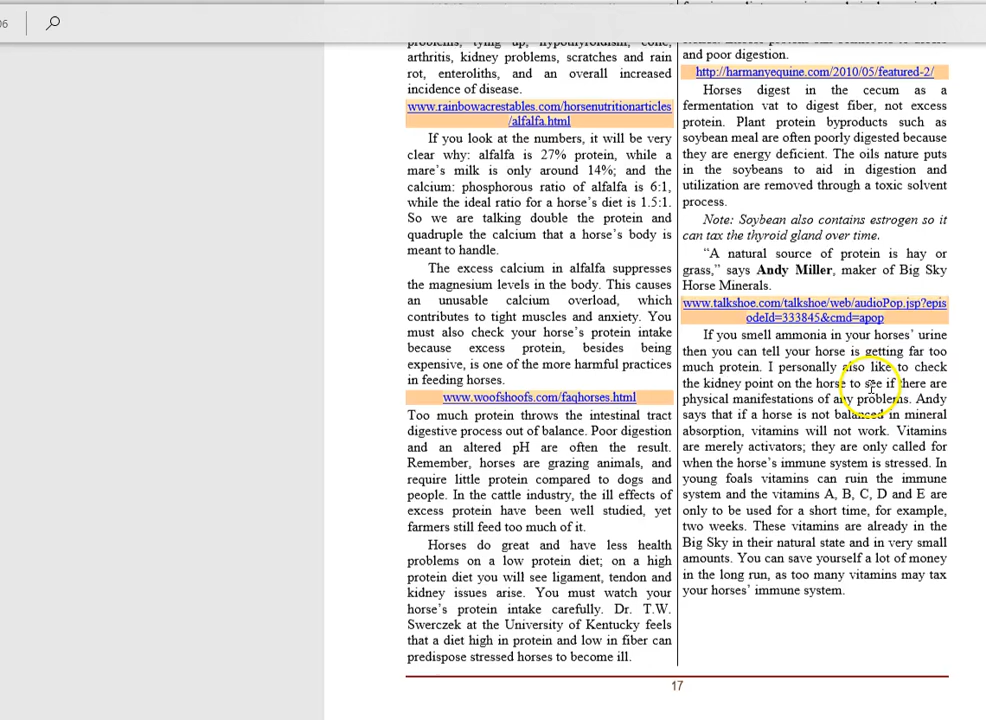 06
problems, tying up, hypothyroidism, colic,
arthritis, kidney problems, scratches and rain
rot, enteroliths, and an overall increased
incidence of disease.
www.rainbowacrestables.com/horsenutritionarticles
/alfalfa.html
If you look at the numbers, it will be very
clear why: alfalfa is 27% protein, while a
mare's milk is only around 14%; and the
calcium: phosphorous ratio of alfalfa is 6:1,
while the ideal ratio for a horse's diet is 1.5:1.
So we are talking double the protein and
quadruple the calcium that a horse's body is
meant to handle.
The excess calcium in alfalfa suppresses
the magnesium levels in the body. This causes
an unusable calcium overload, which
contributes to tight muscles and anxiety. You
must also check your horse's protein intake
because excess protein, besides being
expensive, is one of the more harmful practices
in feeding horses.
www.woofshoofs.com/faqhorses.html
Too much protein throws the intestinal tract
digestive process out of balance. Poor digestion
and an altered pH are often the result.
Remember, horses are grazing animals, and
require little protein compared to dogs and
people. In the cattle industry, the ill effects of
excess protein have been well studied, yet
farmers still feed too much of it.
Horses do great and have less health
problems on a low protein diet; on a high
protein diet you will see ligament, tendon and
kidney issues arise. You must watch your
horse's protein intake carefully. Dr. T.W.
Swerczek at the University of Kentucky feels
that a diet high in protein and low in fiber can
predispose stressed horses to become ill.
and poor digestion.
http://harmanyequine.com/2010/05/featured-2/
Horses digest in the cecum as a
fermentation vat to digest fiber, not excess
protein. Plant protein byproducts such as
soybean meal are often poorly digested because
they are energy deficient. The oils nature puts
in the soybeans to aid in digestion and
utilization are removed through a toxic solvent
process.
Note: Soybean also contains estrogen so it
can tax the thyroid gland over time.
“A natural source of protein is hay or
grass,” says Andy Miller, maker of Big Sky
Horse Minerals.
www.talkshoe.com/talkshoe/web/audioPop.jsp?epis
odeId=333845&cmd=apop
If you smell ammonia in your horses' urine
then you can tell your horse is getting far too
much protein. I personally also like to check
the kidney point on the horse to see if there are
physical manifestations of any problems. Andy
says that if a horse is not balanced in mineral
absorption, vitamins will not work. Vitamins
are merely activators; they are only called for
when the horse's immune system is stressed. In
young foals vitamins can ruin the immune
system and the vitamins A, B, C, D and E are
only to be used for a short time, for example,
two weeks. These vitamins are already in the
Big Sky in their natural state and in very small
amounts. You can save yourself a lot of money
in the long run, as too many vitamins may tax
your horses' immune system.
17